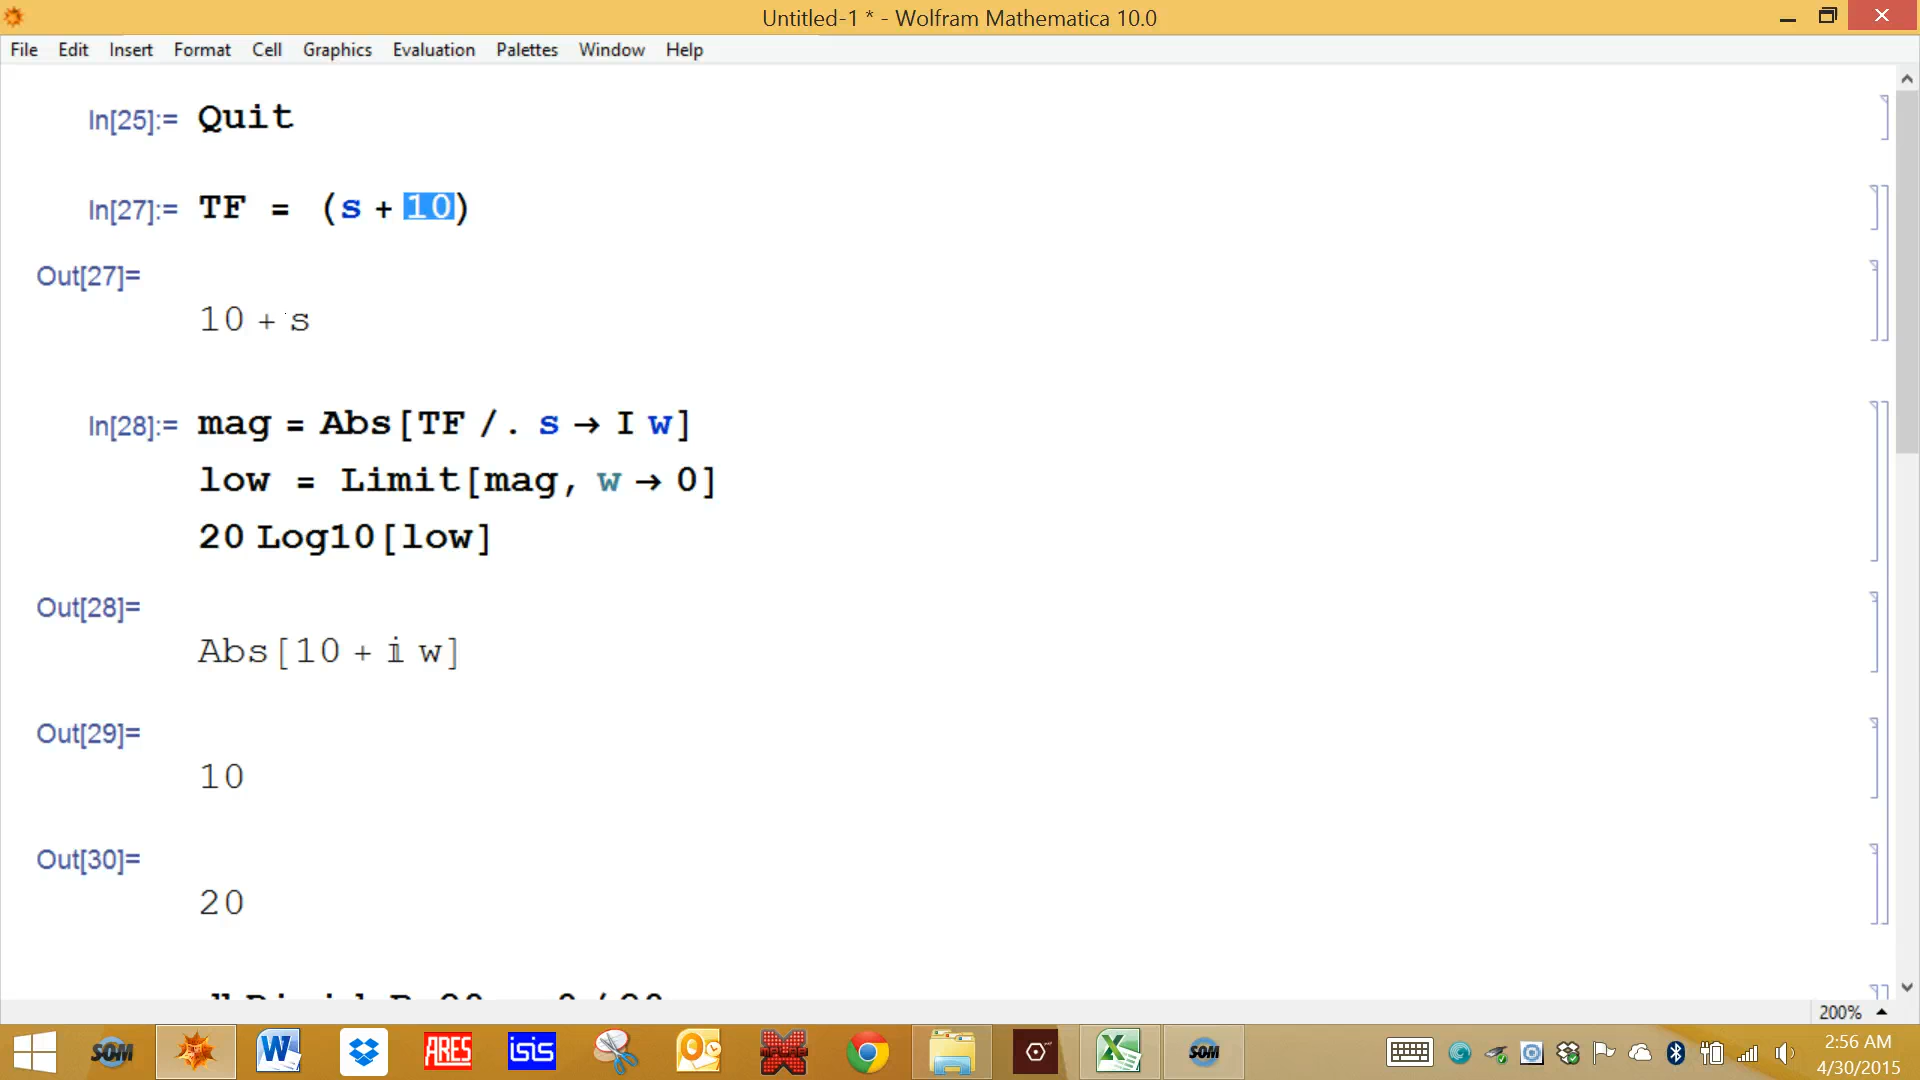 Untitled-1 * - Wolfram Mathematica 10.0
File Edit Insert Format Cell Graphics Evaluation Palettes Window Help
In[25]:= Quit
In[27]:= TF = (s + 10)
Out[27]=
10 + s
In[28]:= mag = Abs[TF /. s → I w]
low = Limit[mag, w → 0]
20 Log10[low]
Out[28]=
Abs[10 + i w]
Out[29]=
10
Out[30]=
20
200%
SOM
ARES
isis
SOM
2:56 AM
4/30/2015